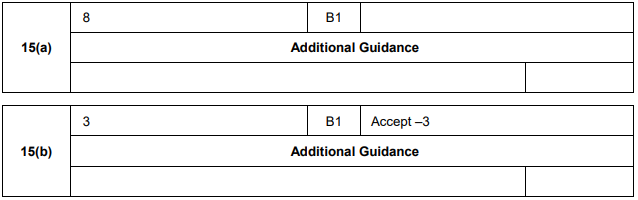 15(a) 8 B1
Additional Guidance
15(b) 3 B1 Accept –3
Additional Guidance